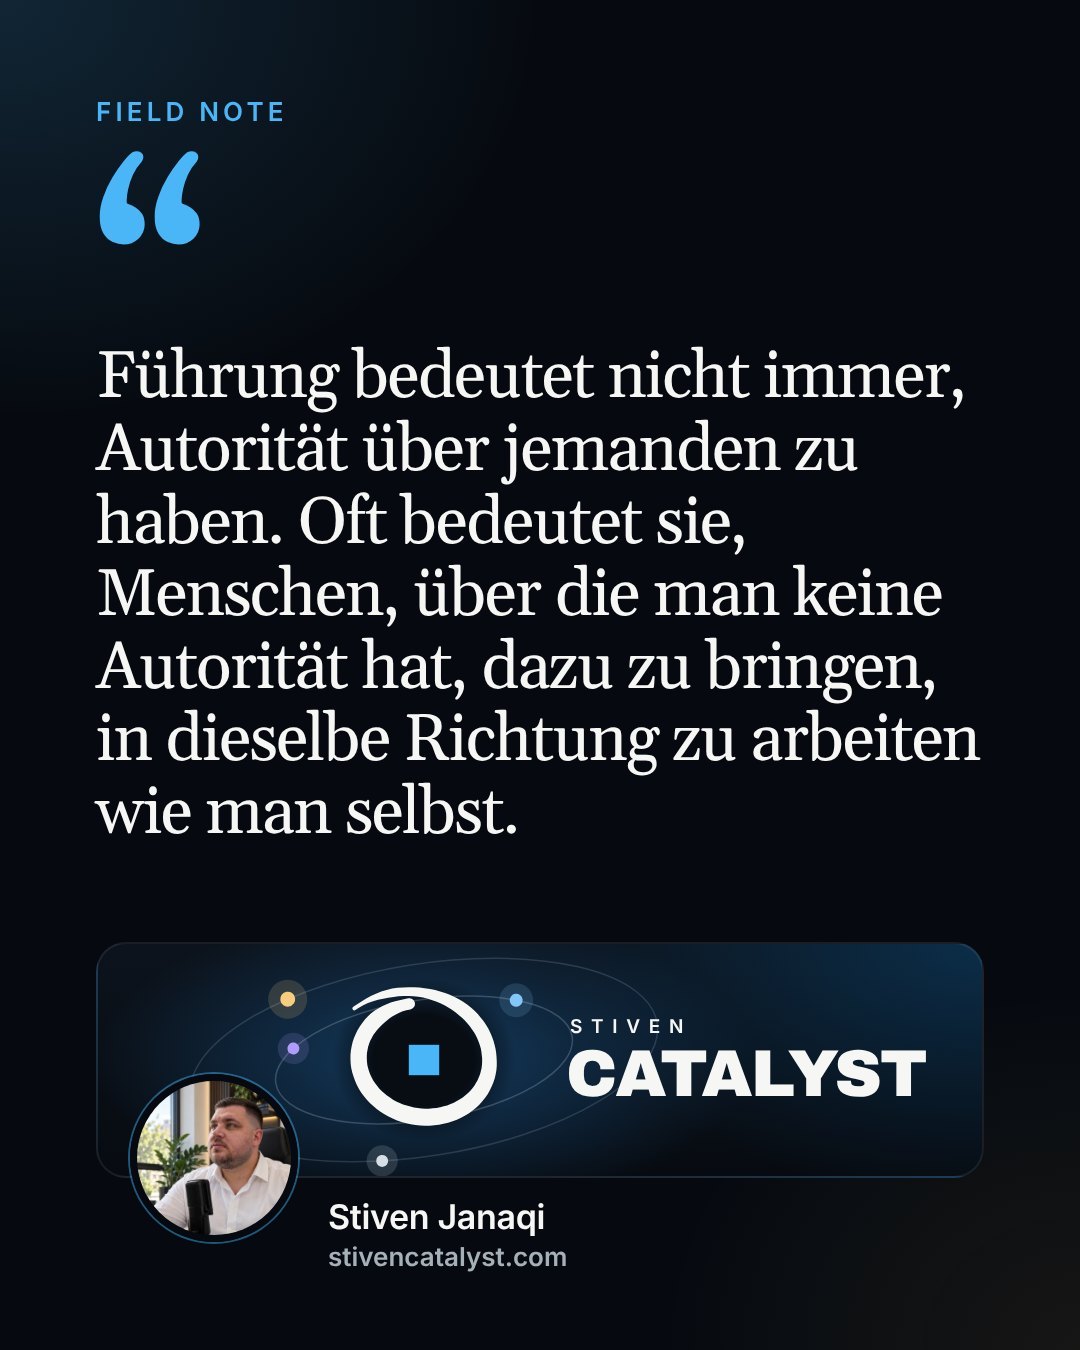 FIELD NOTE
“
Führung bedeutet nicht immer,
Autorität über jemanden zu
haben. Oft bedeutet sie,
Menschen, über die man keine
Autorität hat, dazu zu bringen,
in dieselbe Richtung zu arbeiten
wie man selbst.
STIVEN
CATALYST
Stiven Janaqi
stivencatalyst.com